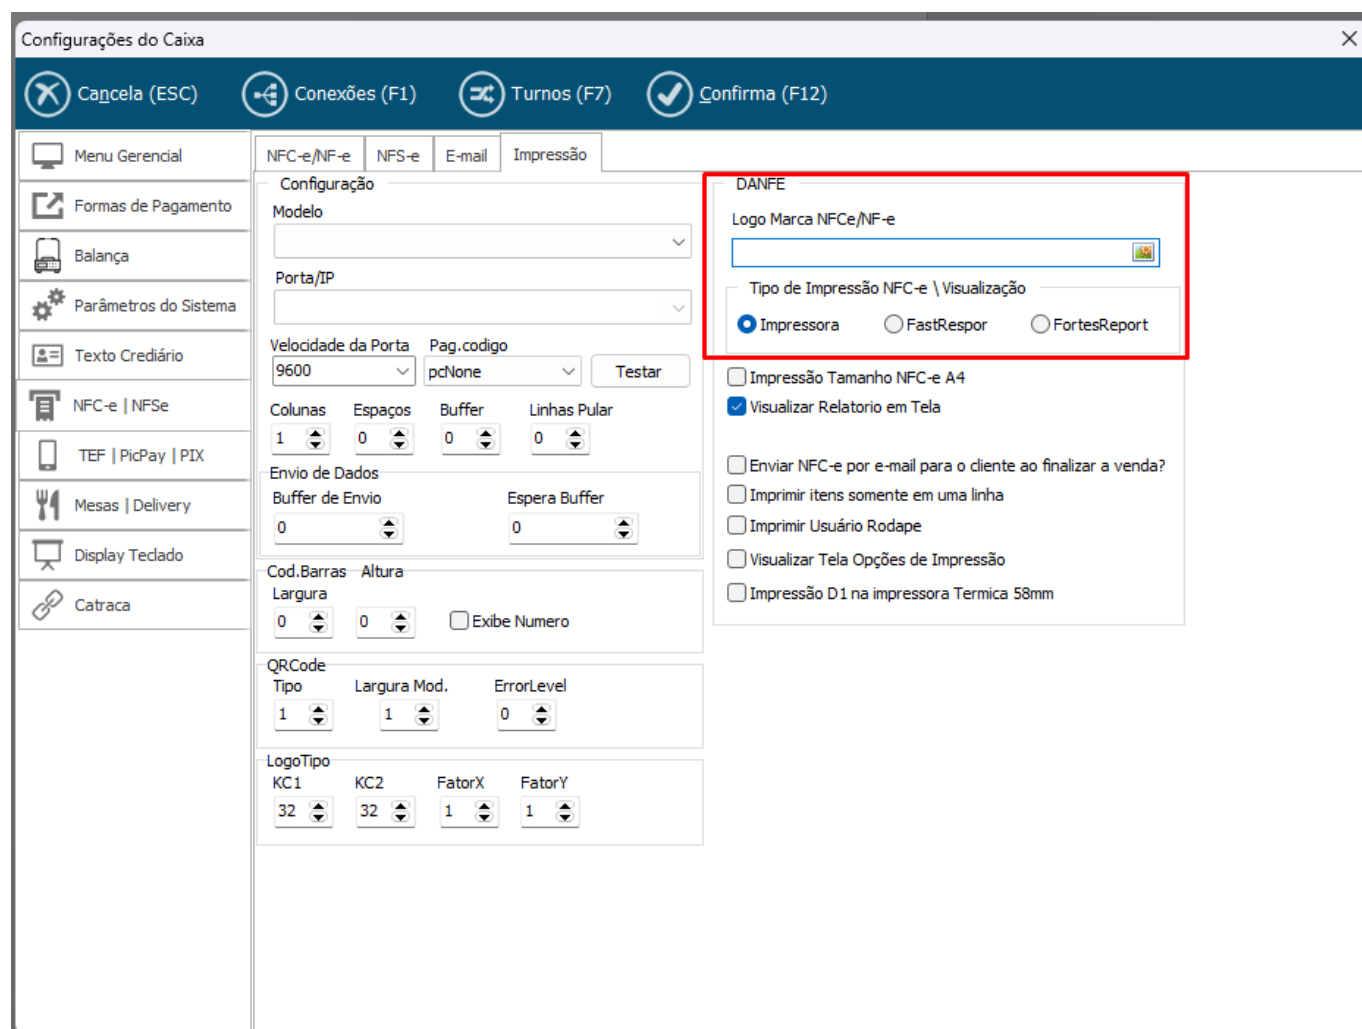 Configurações do Caixa
Cancela (ESC)
Conexões (F1)
Turnos (F7)
Confirma (F12)
Menu Gerencial
Formas de Pagamento
Balança
Parâmetros do Sistema
Texto Crediário
NFC-e | NFSe
TEF | PicPay | PIX
Mesas | Delivery
Display Teclado
Catraca
NFC-e/NF-e
NFS-e
E-mail
Impressão
Configuração
Modelo
Porta/IP
Velocidade da Porta Pag.codigo
9600 pcNone Testar
Colunas Espaços Buffer Linhas Pular
1 0 0 0
Envio de Dados
Buffer de Envio Espera Buffer
0 0
Cod.Barras Altura
Largura
0 0 Exibe Numero
QRCode
Tipo Largura Mod. ErrorLevel
1 1 0
LogoTipo
KC1 KC2 FatorX FatorY
32 32 1 1
DANFE
Logo Marca NFCe/NF-e
Tipo de Impressão NFC-e \ Visualização
Impressora FastRespor FortesReport
Impressão Tamanho NFC-e A4
Visualizar Relatorio em Tela
Enviar NFC-e por e-mail para o cliente ao finalizar a venda?
Imprimir itens somente em uma linha
Imprimir Usuário Rodape
Visualizar Tela Opções de Impressão
Impressão D1 na impressora Termica 58mm